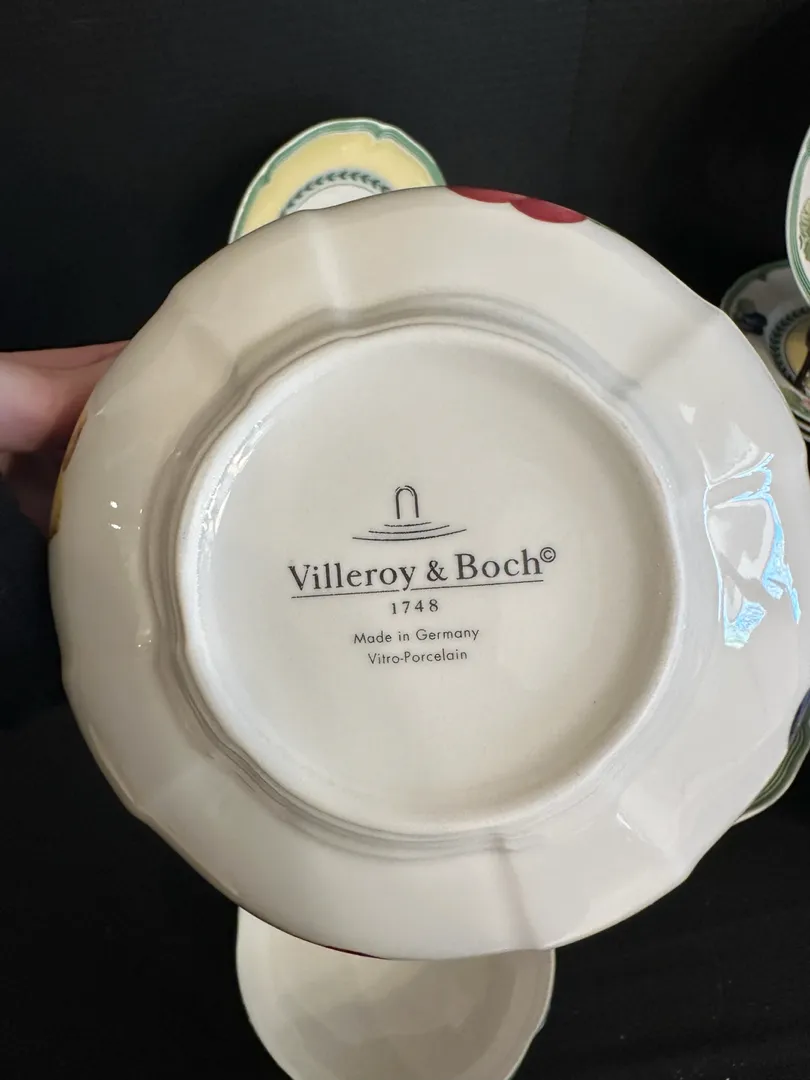 Villeroy & Boch©
1748
Made in Germany
Vitro-Porcelain